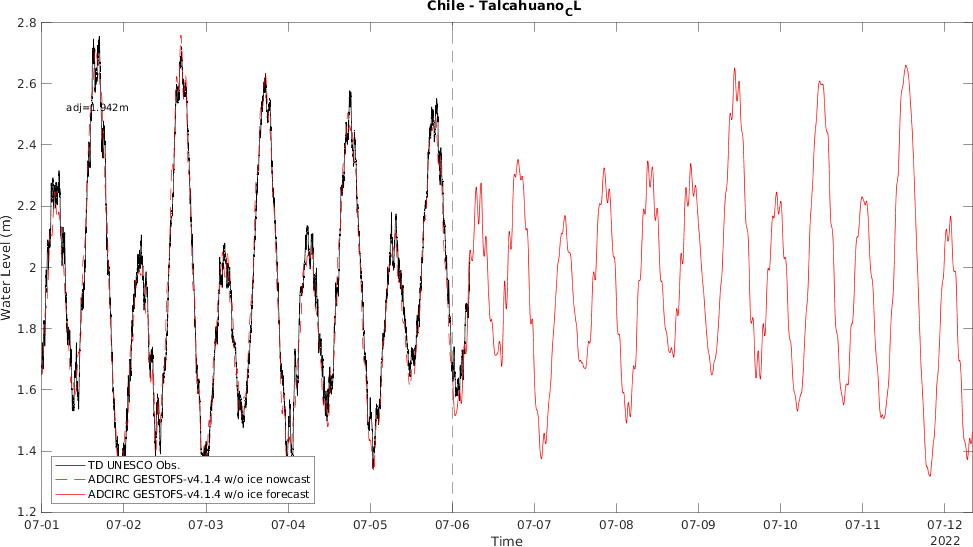 Chile - Talcahuano_CL
2.8
2.6
2.4
2.2
2
1.8
1.6
1.4
1.2
Water Level (m)
adj=1.942m
TD UNESCO Obs.
ADCIRC GESTOFS-v4.1.4 w/o ice nowcast
ADCIRC GESTOFS-v4.1.4 w/o ice forecast
07-01 07-02 07-03 07-04 07-05 07-06 07-07 07-08 07-09 07-10 07-11 07-12
Time
2022